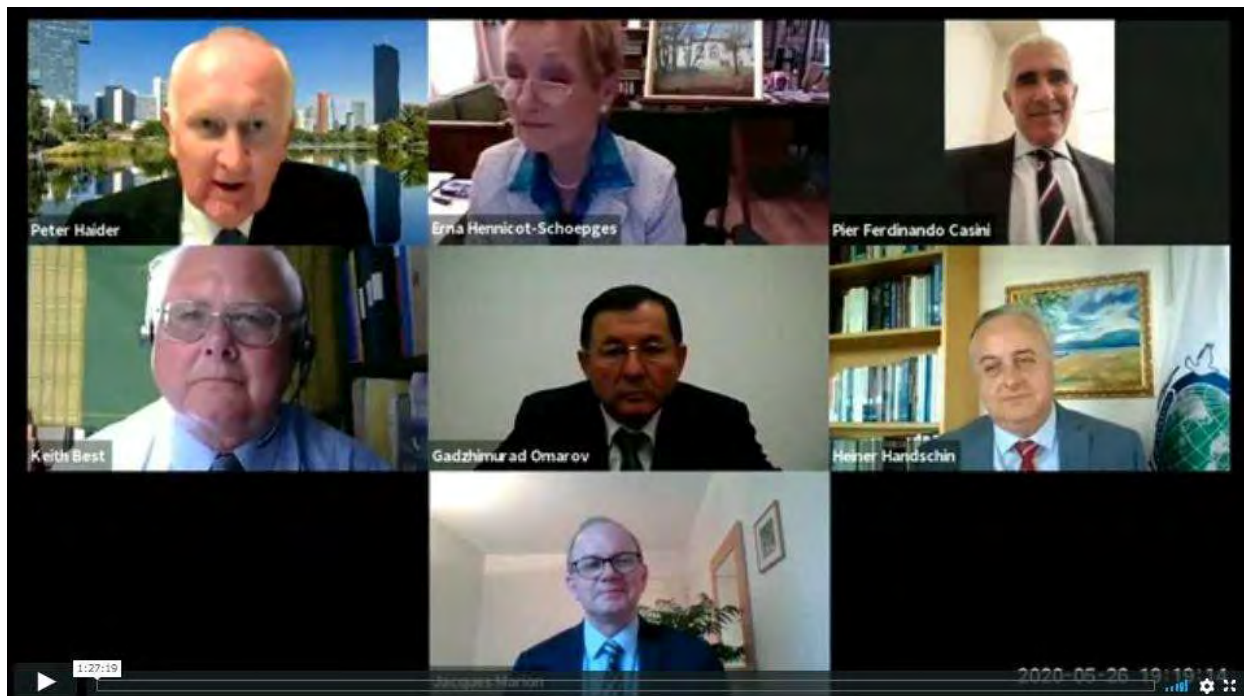 Peter Haider
Erna Hennicot-Schoepges
Pier Ferdinando Casini
Keith Best
Gadzhimurad Omarov
Heiner Handschin
Jacques Marion
1:27:19
2020-05-26 19:19:14